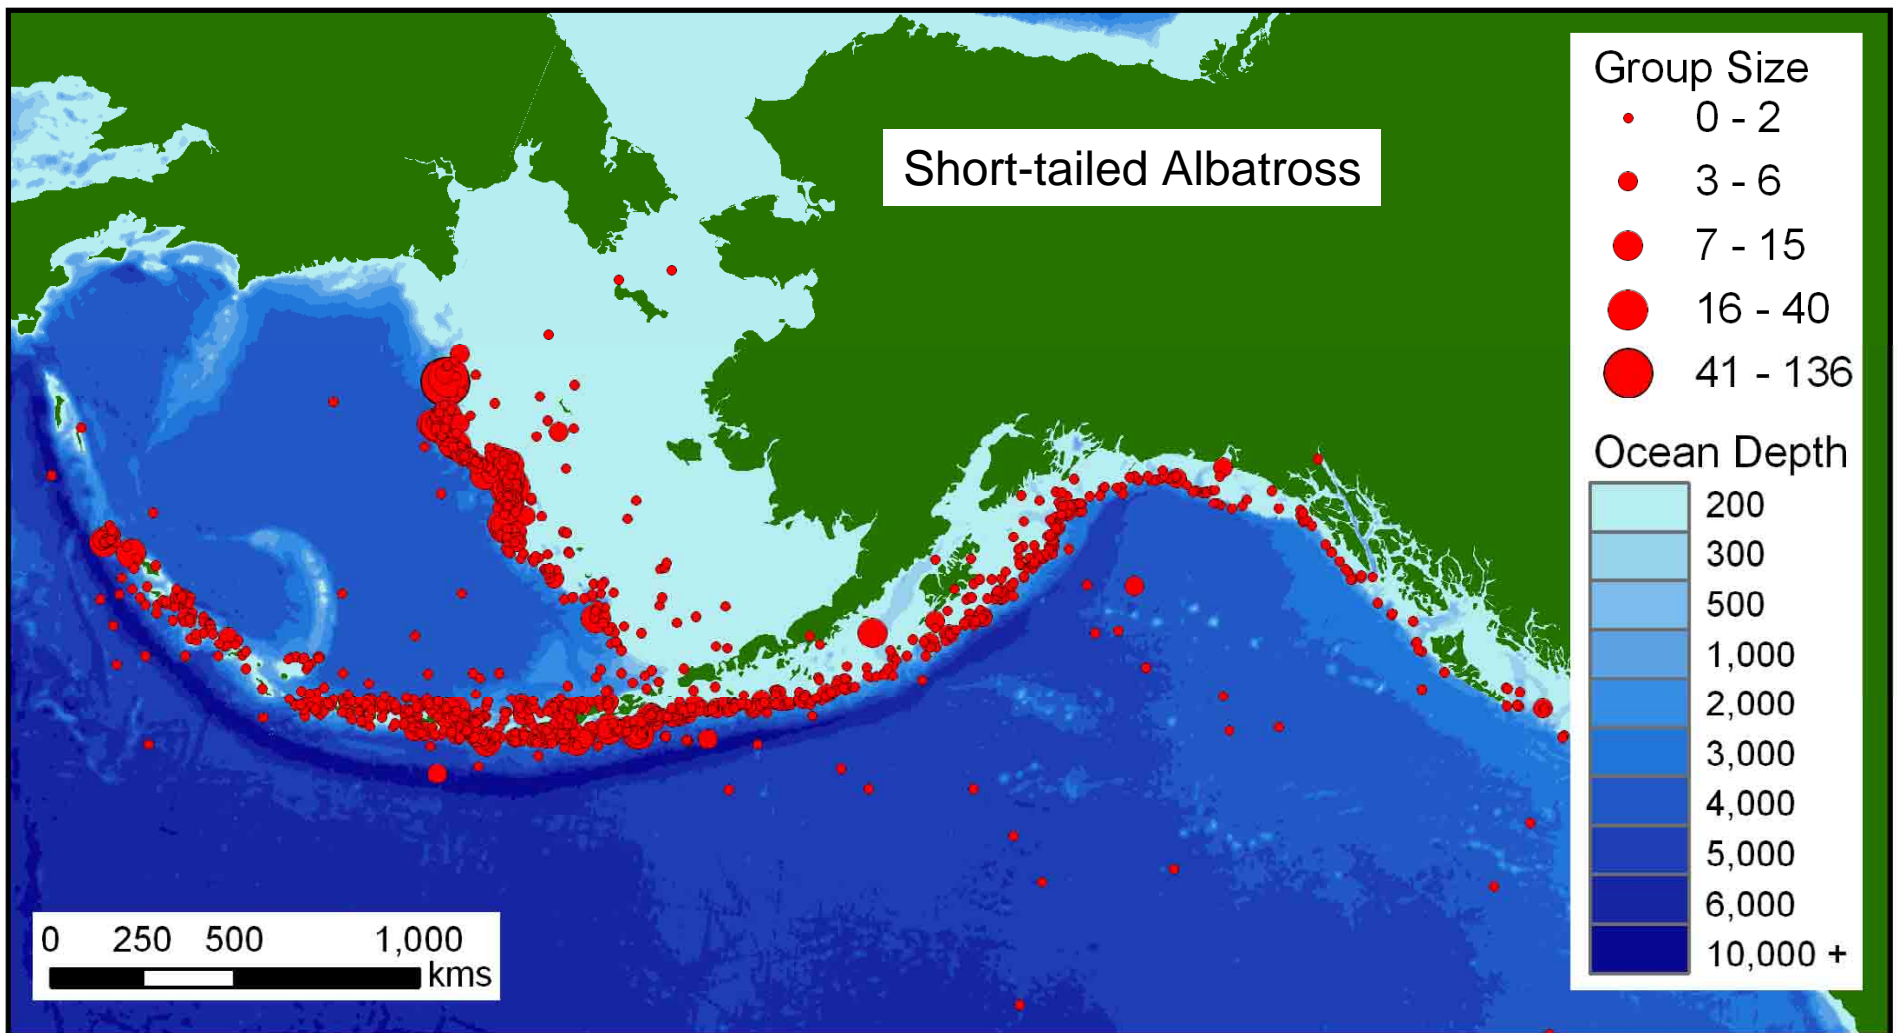 Short-tailed Albatross
Group Size
0 - 2
3 - 6
7 - 15
16 - 40
41 - 136
Ocean Depth
200
300
500
1,000
2,000
3,000
4,000
5,000
6,000
10,000 +
0 250 500 1,000
kms